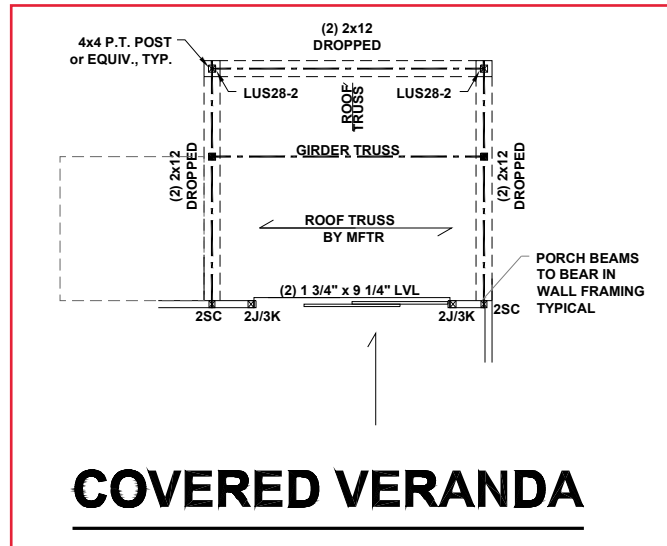 (2) 2x12
DROPPED
4x4 P.T. POST
or EQUIV., TYP.
LUS28-2
LUS28-2
ROOF
TRUSS
GIRDER TRUSS
(2) 2x12
DROPPED
(2) 2x12
DROPPED
ROOF TRUSS
BY MFTR
PORCH BEAMS
TO BEAR IN
WALL FRAMING
TYPICAL
(2) 1 3/4" x 9 1/4" LVL
2SC
2J/3K
2J/3K
2SC
COVERED VERANDA